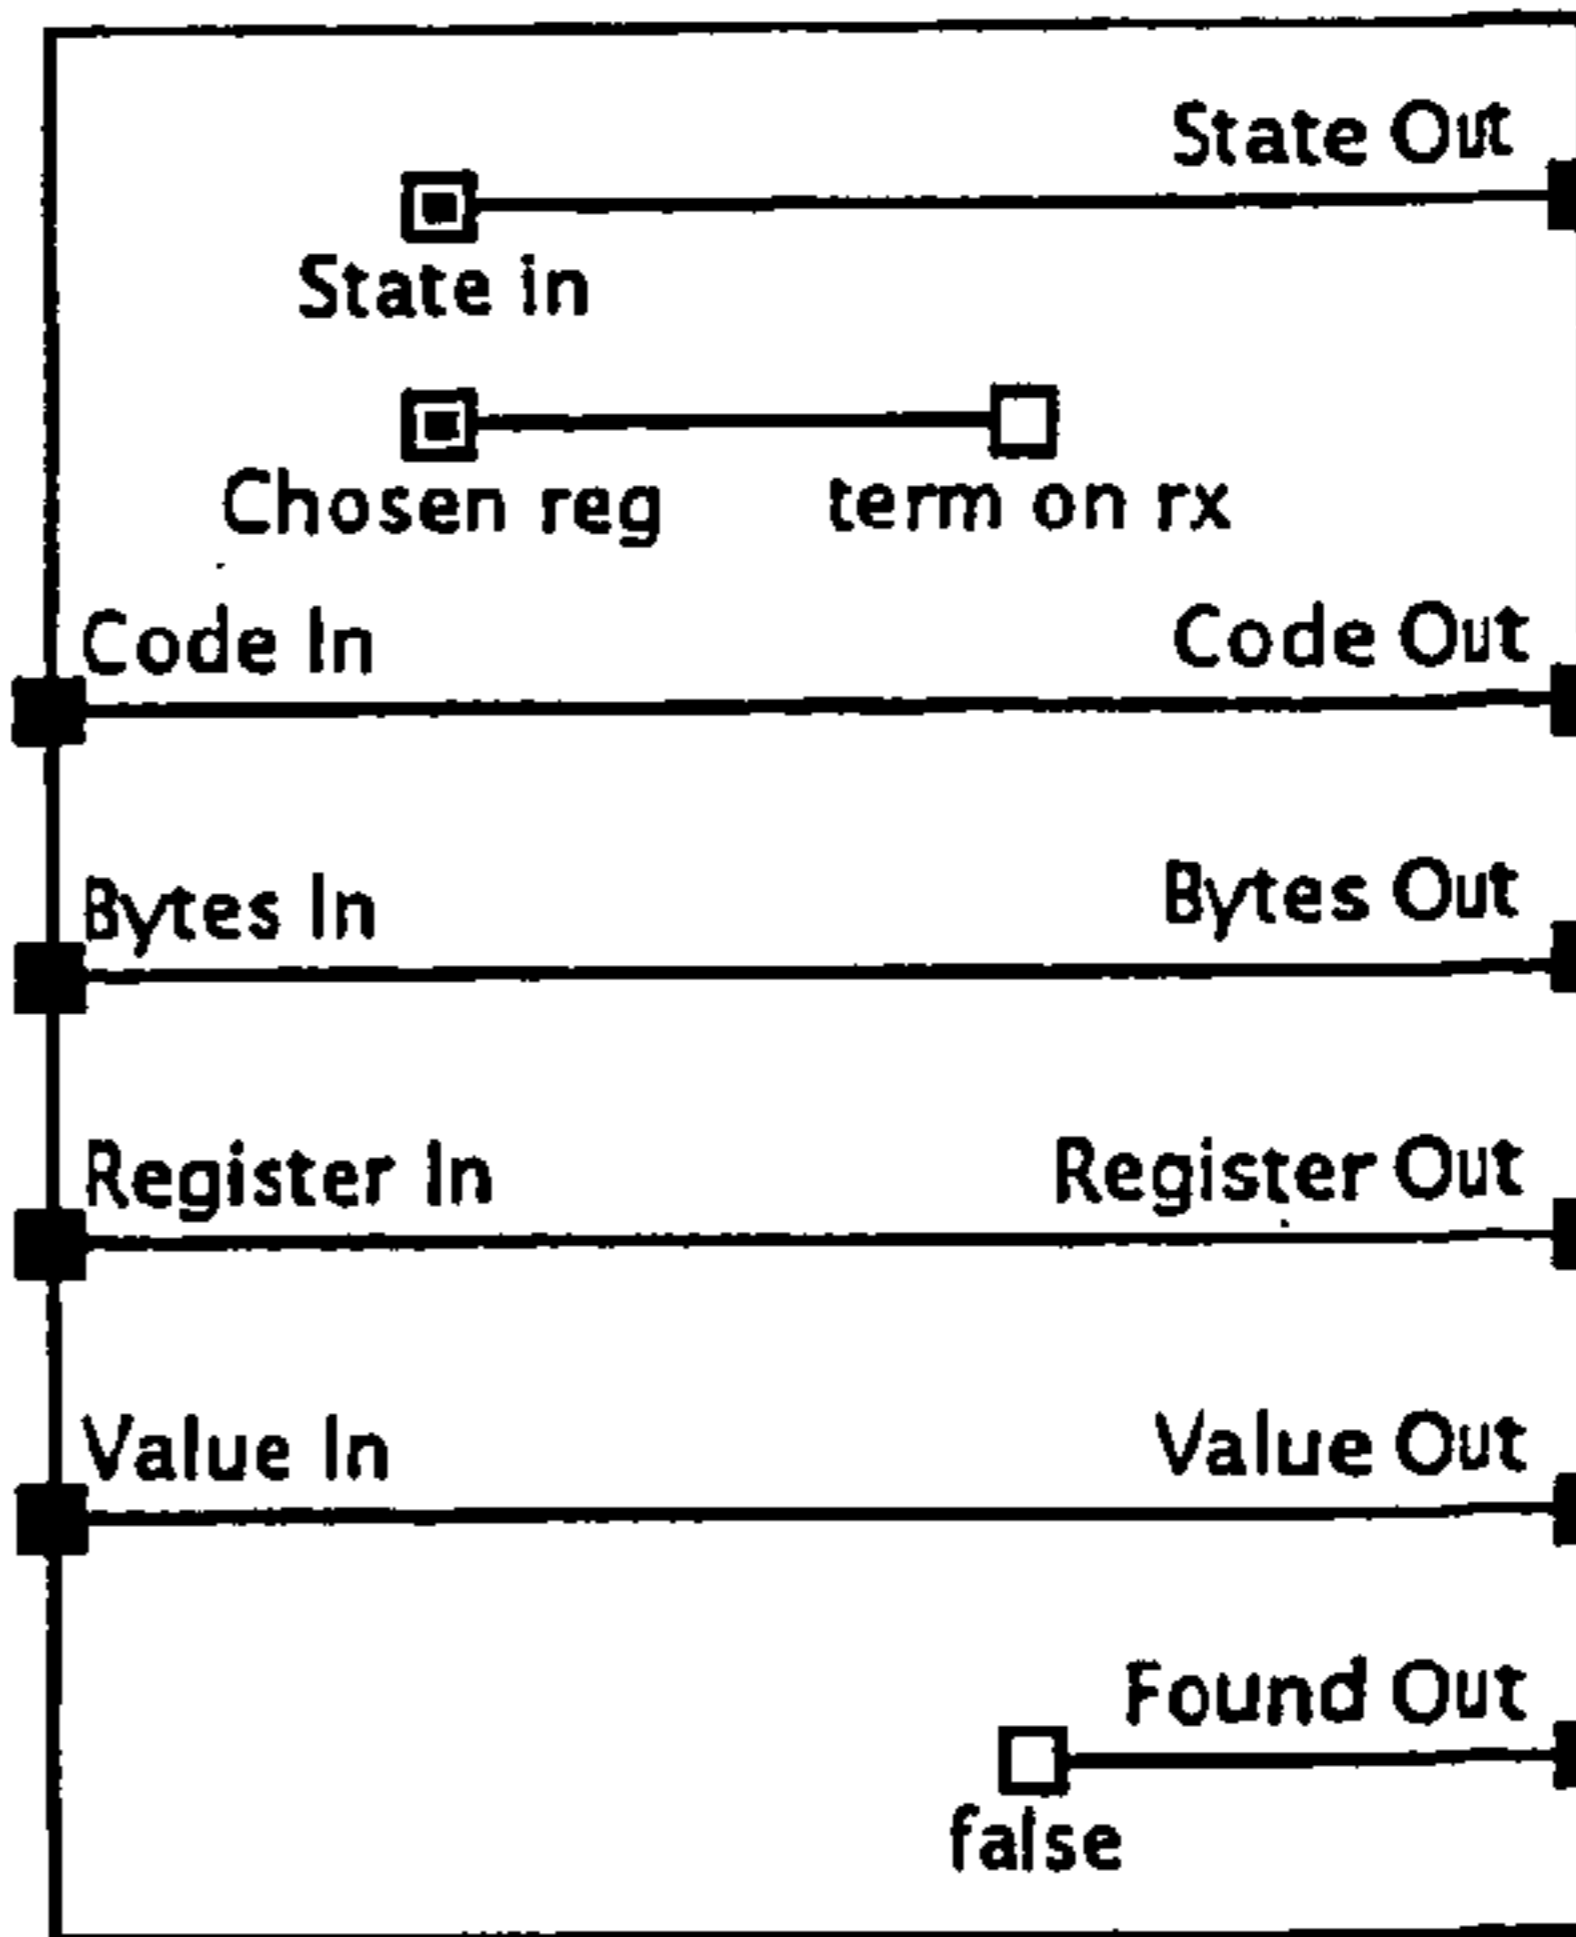 State Out
State in
Chosen reg term on rx
Code In Code Out
Bytes In Bytes Out
Register In Register Out
Value In Value Out
Found Out
false